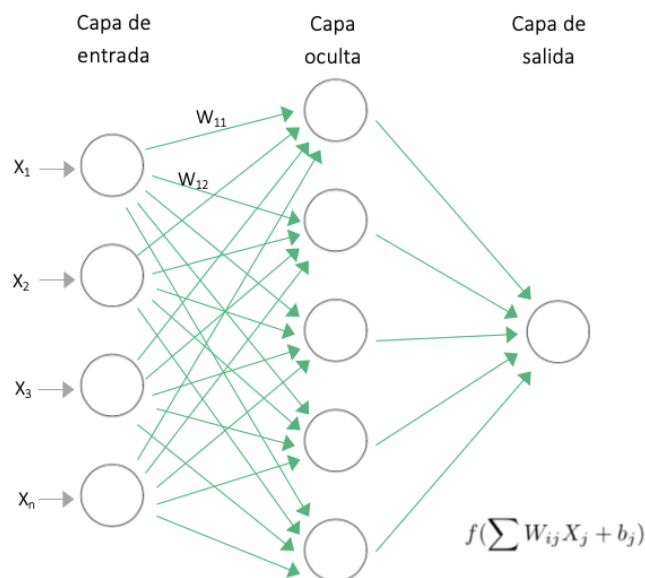 Capa de
entrada
Capa
oculta
Capa de
salida
W₁₁
W₁₂
X₁
X₂
X₃
Xₙ
f(∑ WᵢⱼXⱼ + bⱼ)